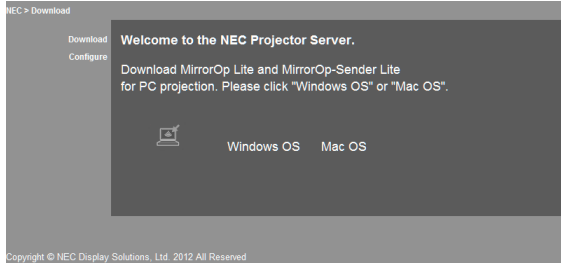 NEC > Download
Download
Configure
Welcome to the NEC Projector Server.
Download MirrorOp Lite and MirrorOp-Sender Lite
for PC projection. Please click "Windows OS" or "Mac OS".
Windows OS Mac OS
Copyright © NEC Display Solutions, Ltd. 2012 All Reserved